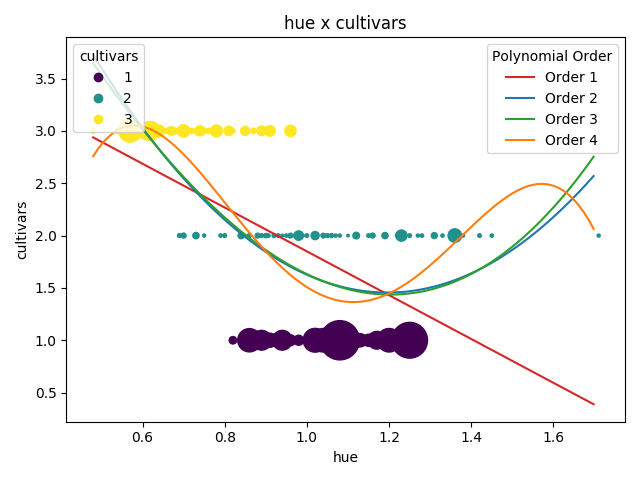 hue x cultivars
cultivars
1
2
3
Polynomial Order
Order 1
Order 2
Order 3
Order 4
cultivars
3.5
3.0
2.5
2.0
1.5
1.0
0.5
0.6 0.8 1.0 1.2 1.4 1.6
hue